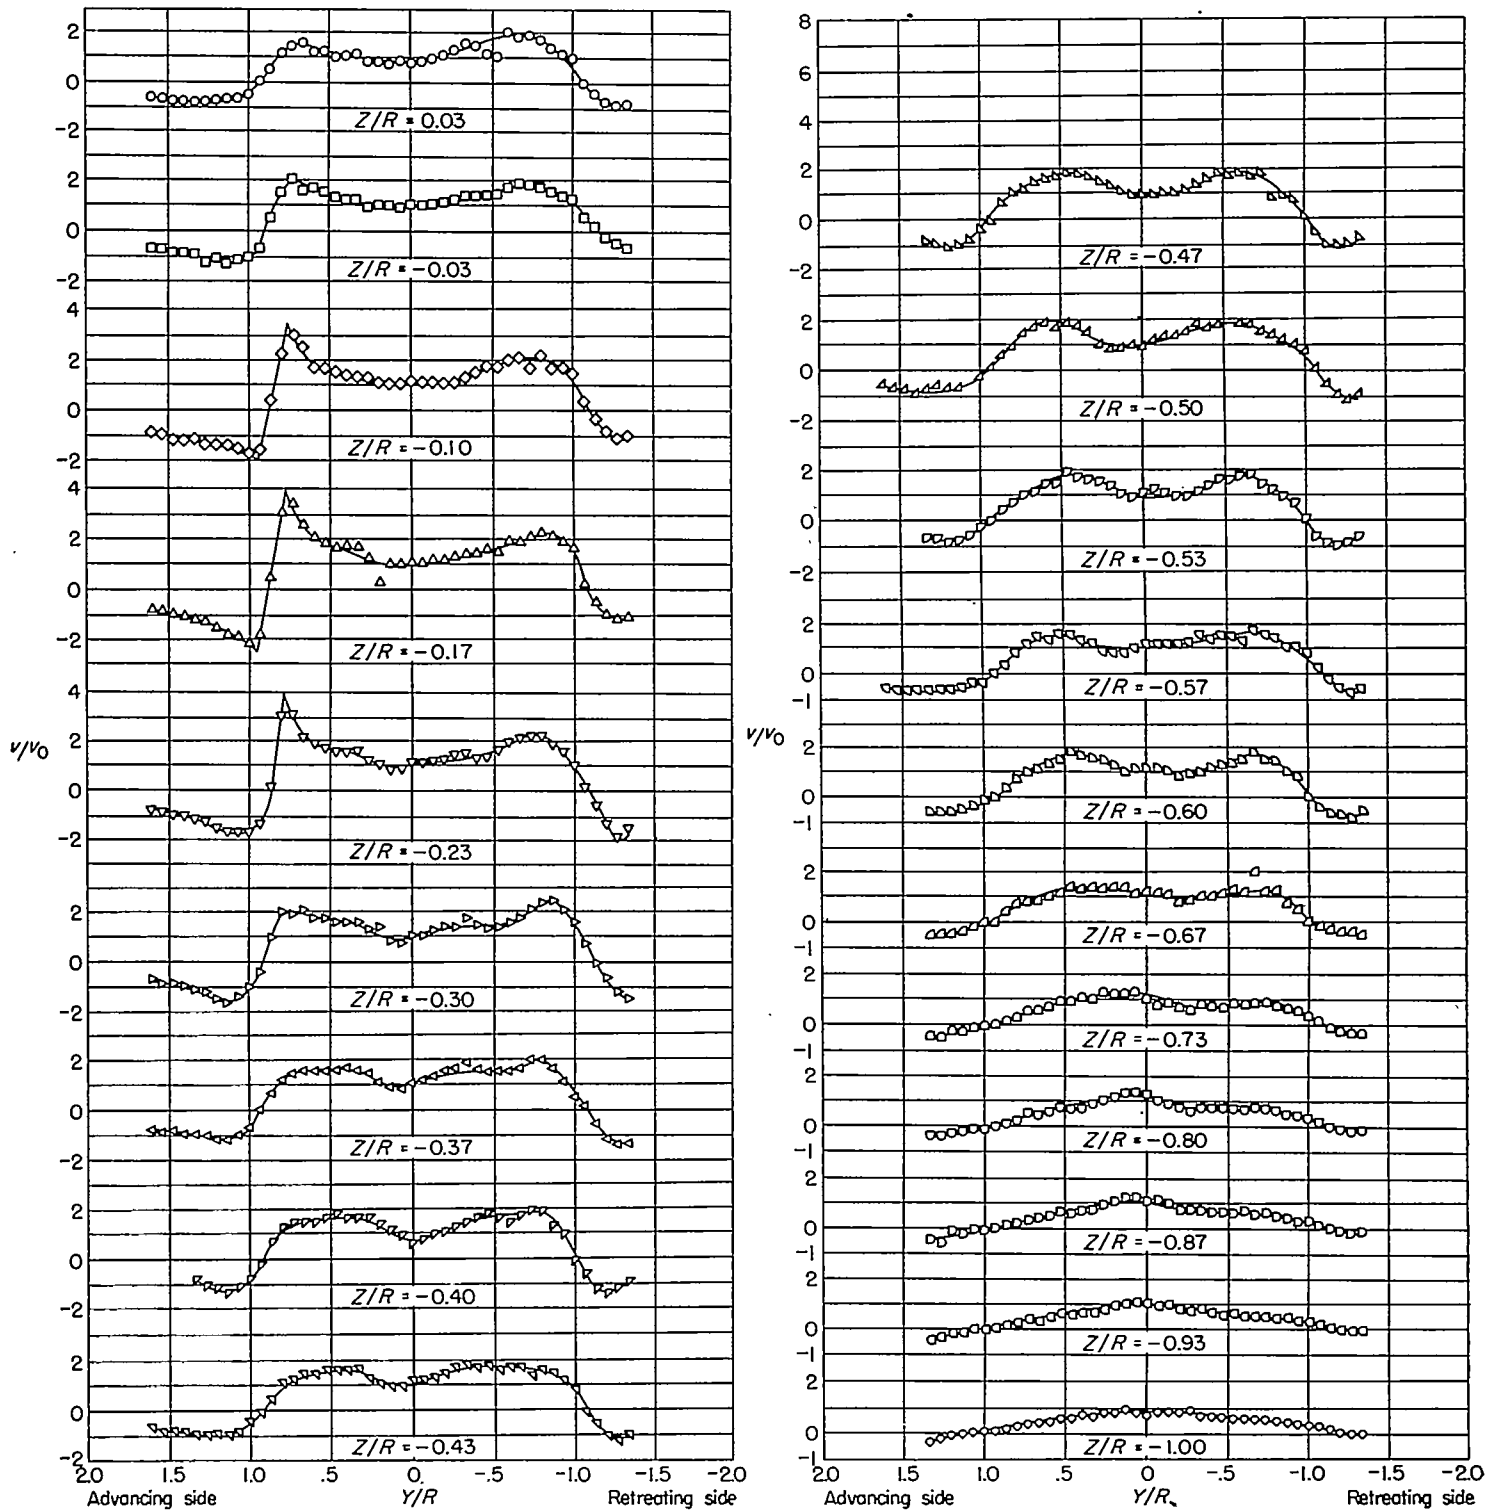 2
0
-2
Z/R = 0.03
2
0
-2
Z/R = -0.03
4
2
0
-2
Z/R = -0.10
4
2
0
-2
Z/R = -0.17
4
2
0
-2
Z/R = -0.23
v/v0
2
0
-2
Z/R = -0.30
2
0
-2
Z/R = -0.37
2
0
-2
Z/R = -0.40
2
0
-2
Z/R = -0.43
2.0 1.5 1.0 .5 0 -.5 -1.0 -1.5 -2.0
Advancing side Y/R Retreating side
8
6
4
2
0
-2
Z/R = -0.47
2
0
-2
Z/R = -0.50
2
0
-2
Z/R = -0.53
2
0
-1
Z/R = -0.57
v/v0
2
0
-1
Z/R = -0.60
2
0
-1
Z/R = -0.67
2
0
-1
Z/R = -0.73
2
0
-1
Z/R = -0.80
2
0
-1
Z/R = -0.87
2
0
-1
Z/R = -0.93
2
0
-1
Z/R = -1.00
2.0 1.5 1.0 .5 0 -.5 -1.0 -1.5 -2.0
Advancing side Y/R Retreating side